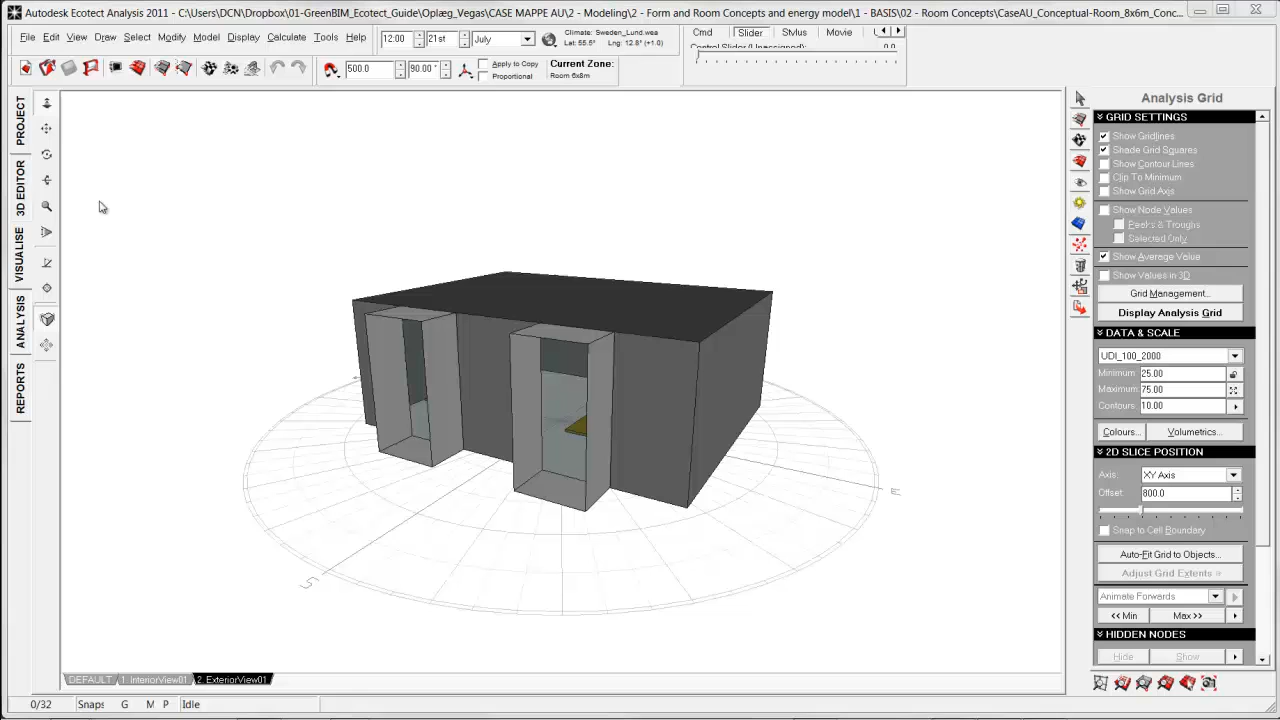 Autodesk Ecotect Analysis 2011 - C:\Users\DCN\Dropbox\01-GreenBIM_Ecotect_Guide\Opbyg_Vegas\CASE MAPPE AU\2 - Modeling\2 - Form and Room Concepts and energy model\1 - BASIS\02 - Room Concepts\CaseAU_Conceptual-Room_8x6m_Conc...
File Edit View Draw Select Modify Model Display Calculate Tools Help
12:00 21st July
Climate: Sweden_Lund.we...
Lat: 55.5° Lng: 12.8° (+1.0)
Cmd Slider Stylus Movie
Control Slider (Unassigned): 0.0
500.0 90.00 °
Apply to Copy
Proportional
Current Zone:
Room 6x8m
PROJECT
3D EDITOR
VISUALISE
ANALYSIS
REPORTS
S
E
Analysis Grid
GRID SETTINGS
Show Gridlines
Shade Grid Squares
Show Contour Lines
Clip To Minimum
Show Grid Axis
Show Node Values
Peeks & Troughs
Selected Only
Show Average Value
Show Values in 3D
Grid Management...
Display Analysis Grid
DATA & SCALE
UDI_100_2000
Minimum: 25.00
Maximum: 75.00
Contours: 10.00
Colours... Volumetrics...
2D SLICE POSITION
Axis: XY Axis
Offset: 800.0
Snap to Cell Boundary
Auto-Fit Grid to Objects...
Adjust Grid Extents »
Animate Forwards
<< Min Max >>
HIDDEN NODES
Hide Show
DEFAULT 1 InteriorView01 2 ExteriorView01
0/32 Snaps G M P Idle